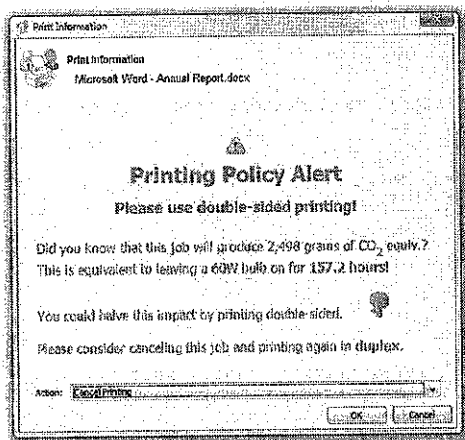 Print Information
Print Information
Microsoft Word - Annual Report.docx
Printing Policy Alert
Please use double-sided printing!
Did you know that this job will produce 2,498 grams of CO₂ equiv.?
This is equivalent to leaving a 60W bulb on for 157.2 hours!
You could halve this impact by printing double-sided.
Please consider canceling this job and printing again in duplex.
Action: Cancel Printing
OK Cancel